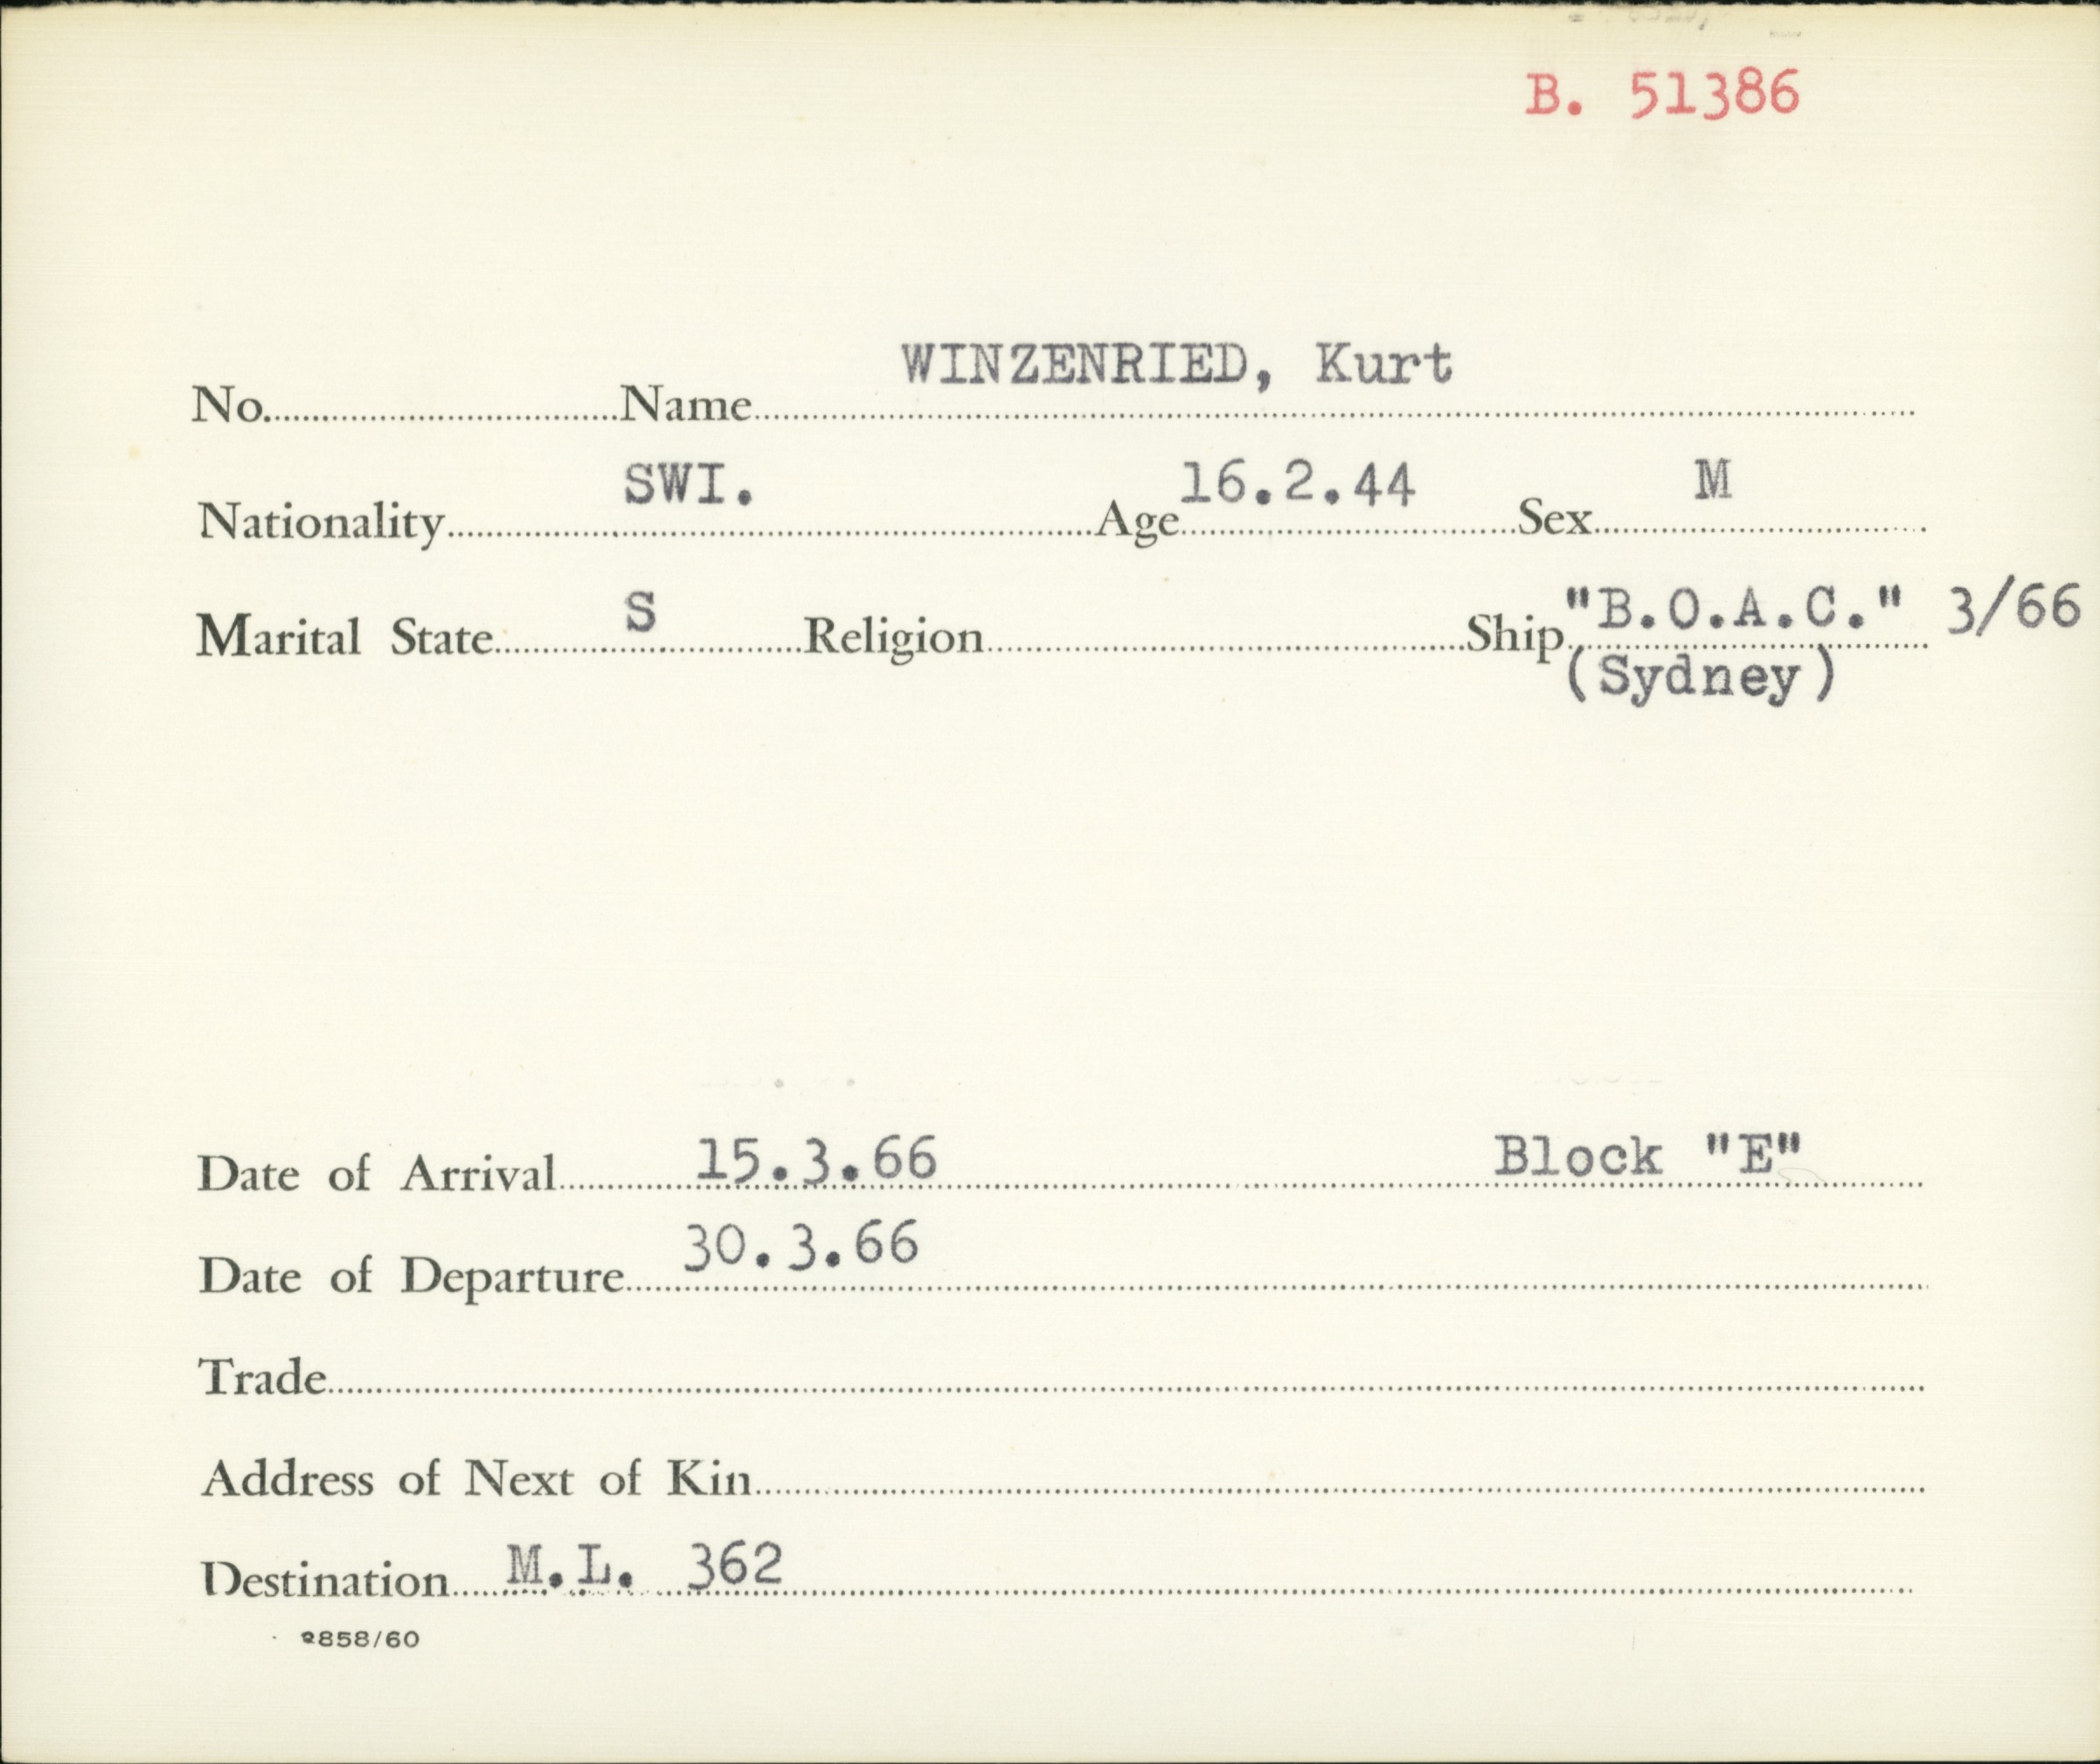 B. 51386
No. Name WINZENRIED, Kurt
Nationality SWI. Age 16.2.44 Sex M
Marital State S Religion Ship "B.O.A.C." 3/66
(Sydney)
Date of Arrival 15.3.66 Block "E"
Date of Departure 30.3.66
Trade
Address of Next of Kin
Destination M.L. 362
2858/60